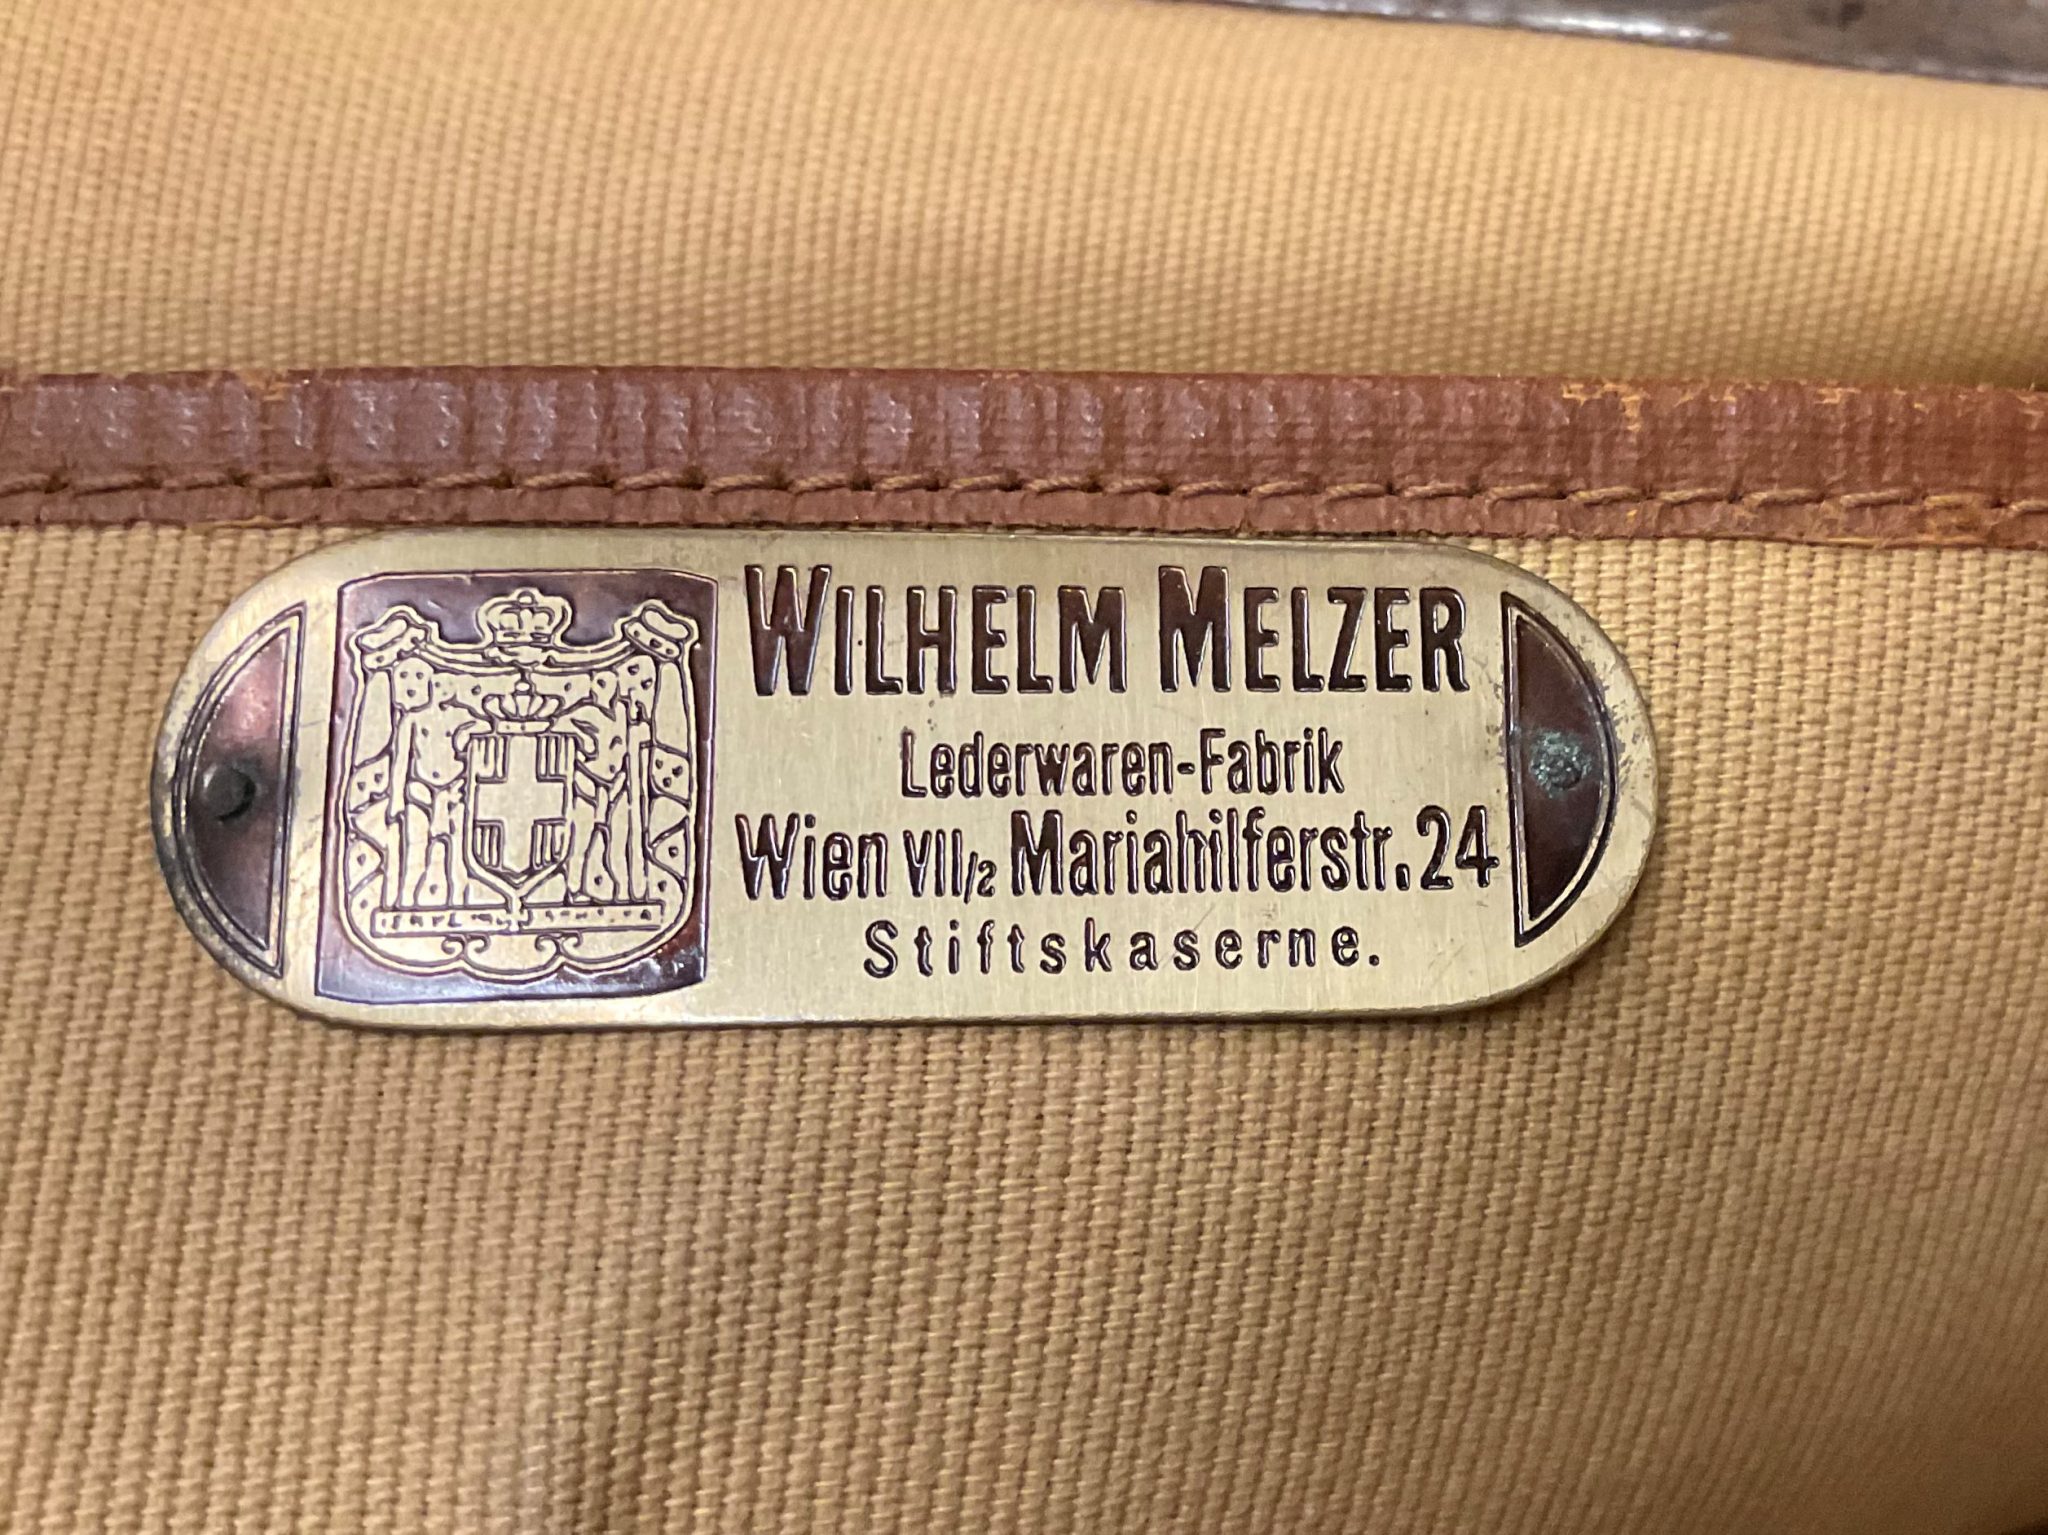 WILHELM MELZER
Lederwaren-Fabrik
Wien VII/2 Mariahilferstr. 24
Stiftskaserne.